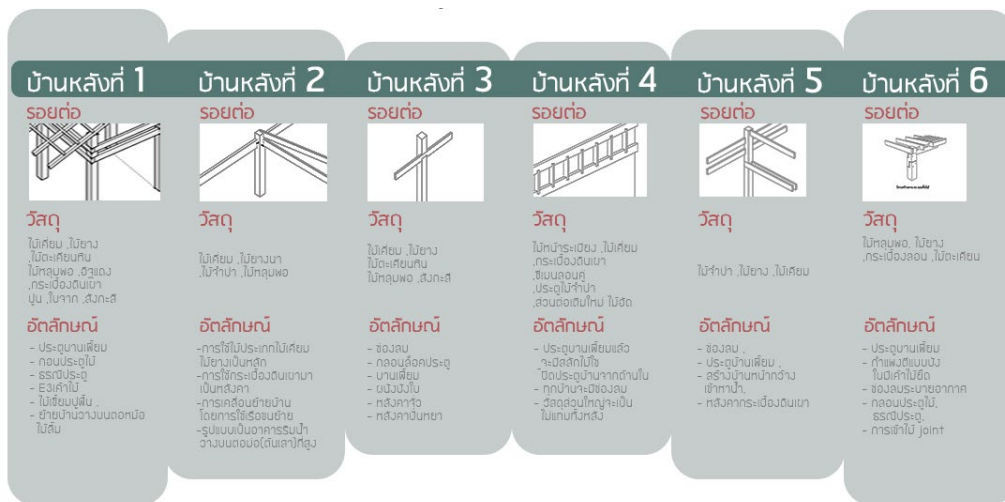 บ้านหลังที่ 1
รอยต่อ
วัสดุ
ไม้เคี่ยม ,ไม้ยาง
,ไม้ตะเคียนหิน
ไม้หลุมพอ ,อิฐแดง
,กระเบื้องดินเผา
ปูน ,ใบจาก ,สังกะสี
อัตลักษณ์
- ประตูบานเฟี้ยม
- กลอนประตูไม้
- ธรณีประตู
- ย้ายบ้านวางบนตอหม้อ
บ้านหลังที่ 2
รอยต่อ
วัสดุ
ไม้เคี่ยม ,ไม้ยางนา
,ไม้จำปา ,ไม้หลุมพอ
อัตลักษณ์
-การใช้ไม้ประเภทไม้เคี่ยม
ไม้ยางเป็นหลัก
-การใช้กระเบื้องดินเผามา
เป็นหลังคา
-การเคลื่อนย้ายบ้าน
โดยการใช้เรือขนย้าย
-รูปแบบเป็นอาคารริมน้ำ
วางบนตอม่อ(ตีนเสา)ที่สูง
บ้านหลังที่ 3
รอยต่อ
วัสดุ
ไม้เคี่ยม ,ไม้ยาง
ไม้ตะเคียนหิน
ไม้หลุมพอ ,สังกะสี
อัตลักษณ์
- ช่องลม
- กลอนล็อคประตู
- บานเฟี้ยม
- หลังคาจั่ว
- หลังคาปั้นหยา
บ้านหลังที่ 4
รอยต่อ
วัสดุ
ไม้หน้าระเบียง ,ไม้เคี่ยม
,กระเบื้องดินเผา
,ซีเมนลอนคู่
,ประตูไม้จำปา
,ส่วนต่อเติมใหม่ ไม้อัด
อัตลักษณ์
- ประตูบานเฟี้ยมแล้ว
จะมีสลักไม้ไช
ปิดประตูบ้านจากด้านใน
- ทุกบ้านจะมีช่องลม
- วัสดุส่วนใหญ่จะเป็น
ไม้แทบทั้งหลัง
บ้านหลังที่ 5
รอยต่อ
วัสดุ
ไม้จำปา ,ไม้ยาง ,ไม้เคี่ยม
อัตลักษณ์
- ช่องลม ,
- ประตูบานเฟี้ยม ,
- สร้างบ้านหน้ากว้าง
เข้าหาน้ำ,
- หลังคากระเบื้องดินเผา
บ้านหลังที่ 6
รอยต่อ
วัสดุ
ไม้หลุมพอ, ไม้ยาง
,กระเบื้องลอน ,ไม้ตะเคียน
อัตลักษณ์
- ประตูบานเฟี้ยม
- กำแพงตีแบบบัง
ใบมีคำไม้ยึด
- ช่องลมระบายอากาศ
- กลอนประตูไม้,
ธรณีประตู,
- การเข้าไม้ joint